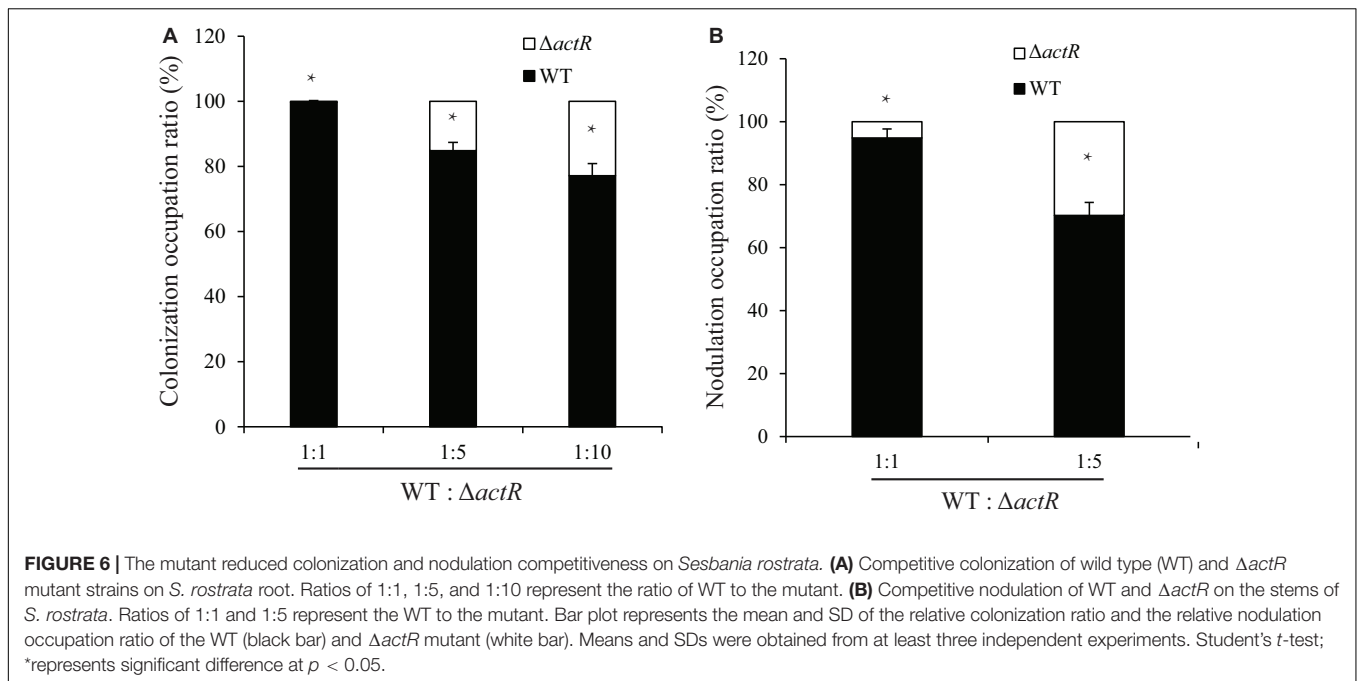 A
B
120
100
80
60
40
20
0
Colonization occupation ratio (%)
ΔactR
WT
*
*
*
1:1
1:5
1:10
WT : ΔactR
120
100
80
60
40
20
0
Nodulation occupation ratio (%)
ΔactR
WT
*
*
1:1
1:5
WT : ΔactR
FIGURE 6 | The mutant reduced colonization and nodulation competitiveness on Sesbania rostrata. (A) Competitive colonization of wild type (WT) and ΔactR
mutant strains on S. rostrata root. Ratios of 1:1, 1:5, and 1:10 represent the ratio of WT to the mutant. (B) Competitive nodulation of WT and ΔactR on the stems of
S. rostrata. Ratios of 1:1 and 1:5 represent the WT to the mutant. Bar plot represents the mean and SD of the relative colonization ratio and the relative nodulation
occupation ratio of the WT (black bar) and ΔactR mutant (white bar). Means and SDs were obtained from at least three independent experiments. Student's t-test;
*represents significant difference at p < 0.05.